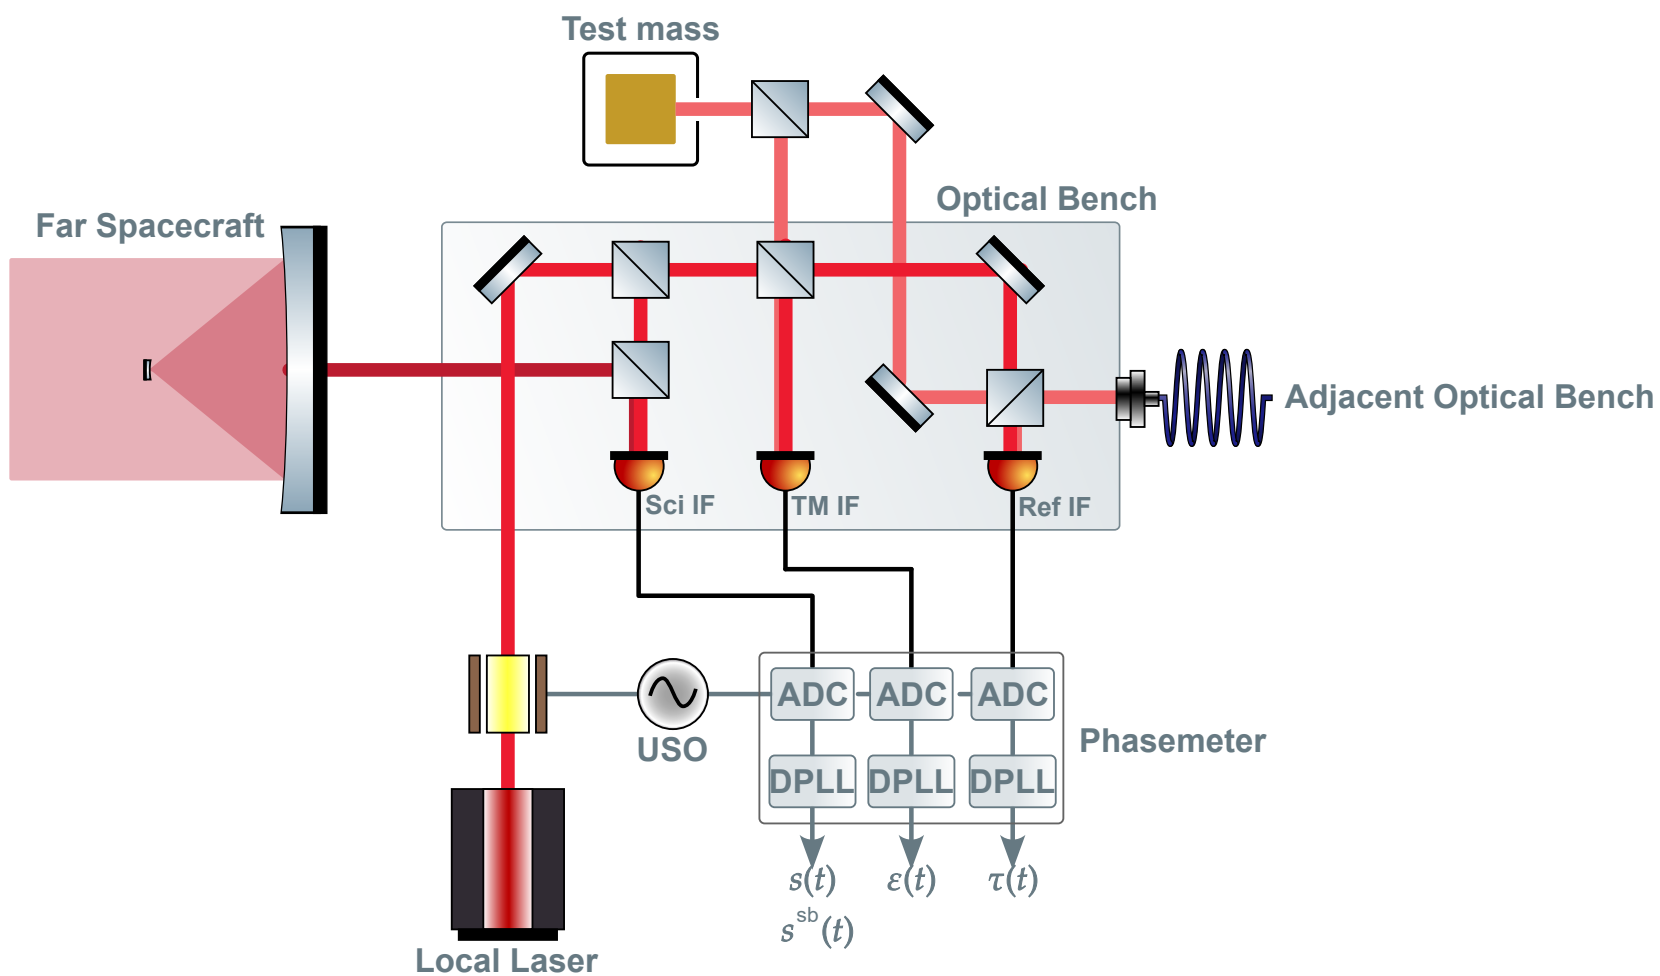 Test mass
Optical Bench
Far Spacecraft
Adjacent Optical Bench
Sci IF
TM IF
Ref IF
ADC
ADC
ADC
USO
Phasemeter
DPLL
DPLL
DPLL
s(t)
ε(t)
τ(t)
s^sb(t)
Local Laser